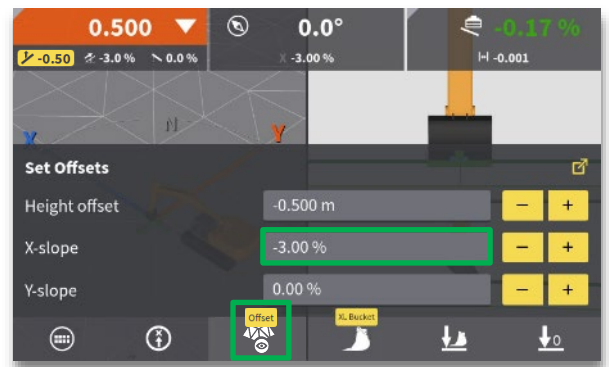 0.500 0.0° -0.17 %
-0.50 -3.0 % 0.0 % X -3.00 % -0.001
N
X Y
Set Offsets
Height offset -0.500 m − +
X-slope -3.00 % − +
Y-slope 0.00 % − +
Offset XL Bucket
0